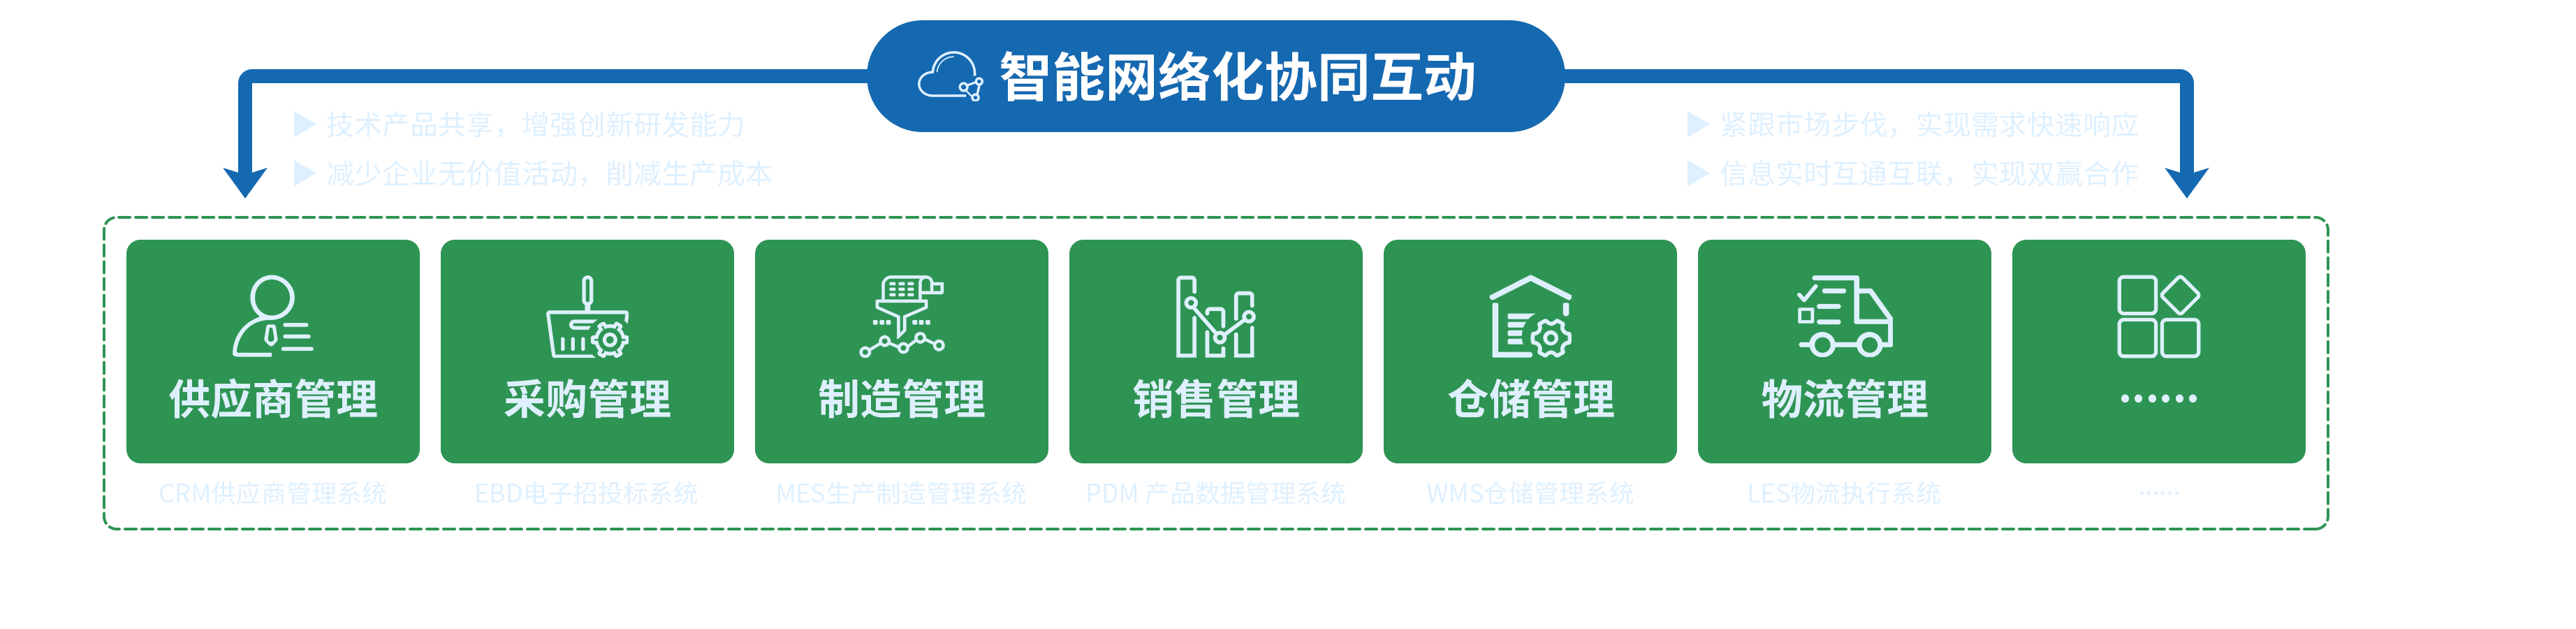 智能网络化协同互动
▶ 技术产品共享，增强创新研发能力
▶ 减少企业无价值活动，削减生产成本
▶ 紧跟市场步伐，实现需求快速响应
▶ 信息实时互通互联，实现双赢合作
供应商管理
采购管理
制造管理
销售管理
仓储管理
物流管理
······
CRM供应商管理系统
EBD电子招投标系统
MES生产制造管理系统
PDM 产品数据管理系统
WMS仓储管理系统
LES物流执行系统
······